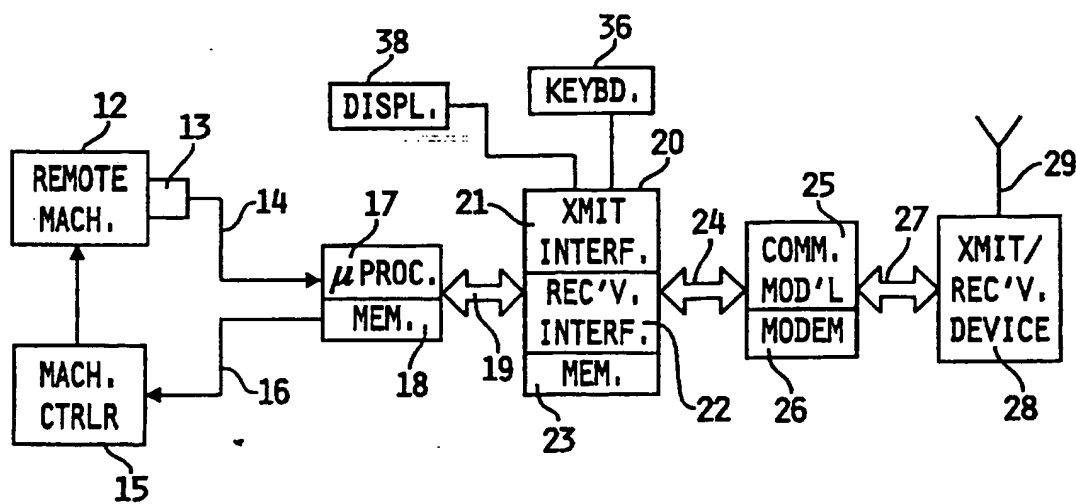 38
36
DISPL.
KEYBD.
12
13
20
29
REMOTE
MACH.
14
17
21
XMIT
INTERF.
24
25
27
µ PROC.
MEM.
REC'V.
INTERF.
COMM.
MOD'L
MODEM
XMIT/
REC'V.
DEVICE
MACH.
CTRLR
16
18
19
MEM.
22
26
28
23
15